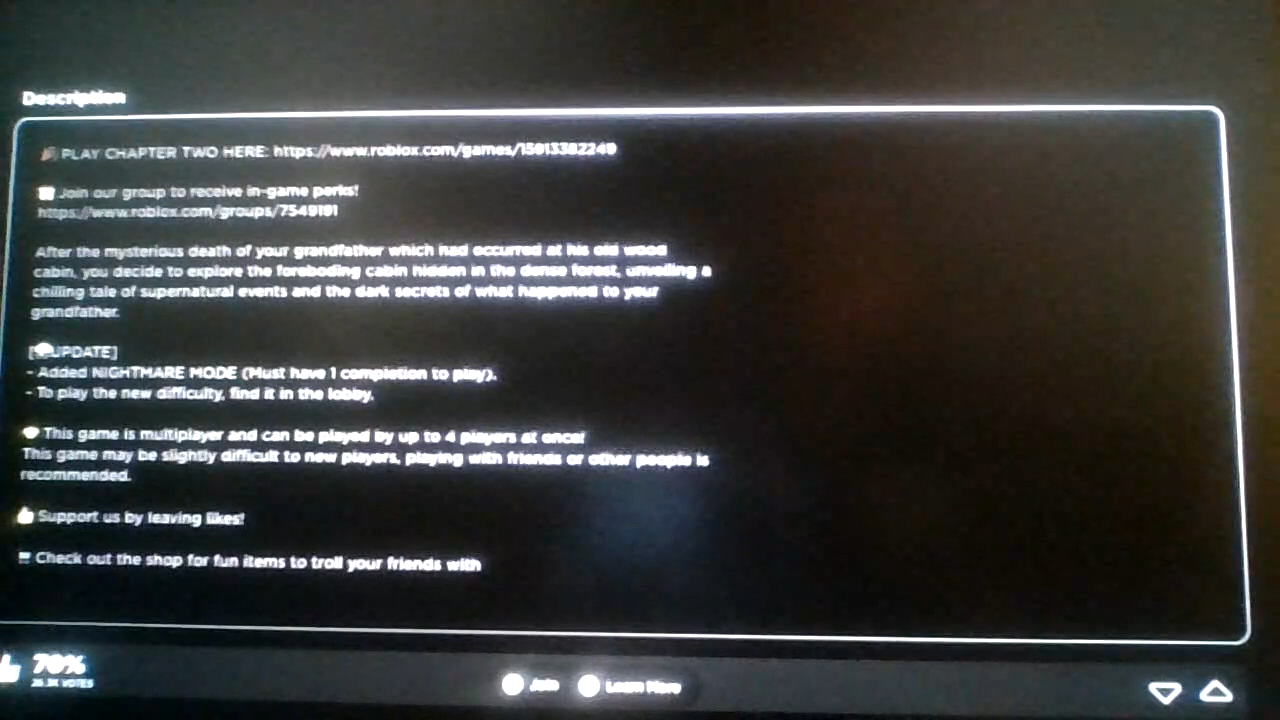 Description
PLAY CHAPTER TWO HERE: https://www.roblox.com/games/15913382249
Join our group to receive in-game perks!
https://www.roblox.com/groups/7549191
After the mysterious death of your grandfather which had occurred at his old wood
cabin, you decide to explore the foreboding cabin hidden in the dense forest, unveiling a
chilling tale of supernatural events and the dark secrets of what happened to your
grandfather.
[UPDATE]
- Added NIGHTMARE MODE (Must have 1 completion to play).
- To play the new difficulty, find it in the lobby.
This game is multiplayer and can be played by up to 4 players at once!
This game may be slightly difficult to new players, playing with friends or other people is
recommended.
Support us by leaving likes!
Check out the shop for fun items to troll your friends with
VOTES
Join
Learn More